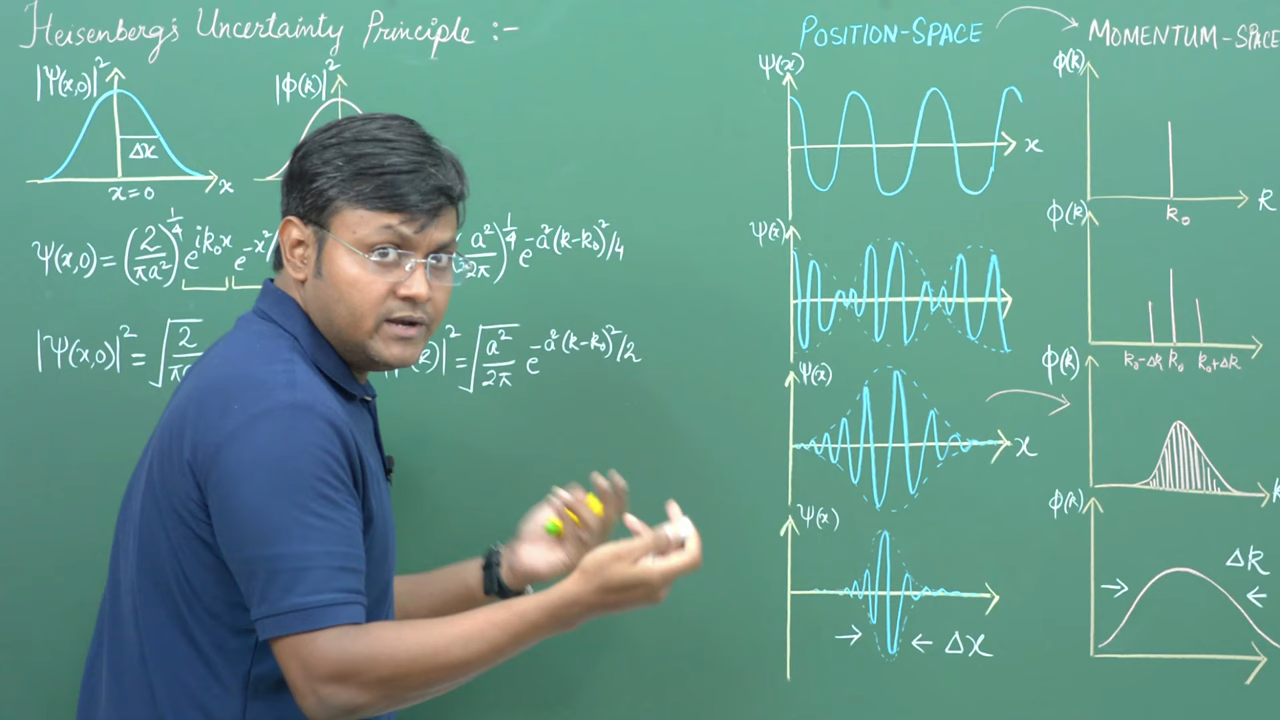 Heisenberg's Uncertainty Principle :-
|Ψ(x,0)|²
Δx
x=0
x
|Φ(k)|²
Ψ(x,0) = (2/πa²)^1/4 e^ik₀x e^-x²/
a²/2π)^1/4 e^-a²(k-k₀)²/4
|Ψ(x,0)|² = √2/π
(k)|² = √a²/2π e^-a²(k-k₀)²/2
POSITION-SPACE
MOMENTUM-SPACE
Ψ(x)
x
Φ(k)
k₀
k
Ψ(x)
Φ(k)
k₀-Δk k₀ k₀+Δk
Ψ(x)
x
Φ(k)
k
Ψ(x)
→ ← Δx
Φ(k)
Δk
→ ←